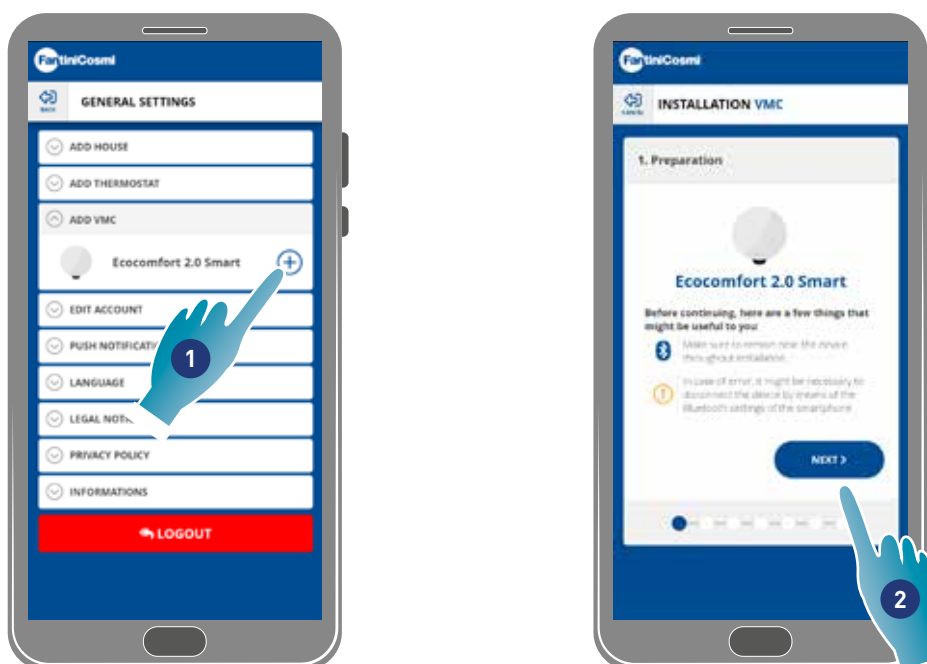 FantiniCosmi
BACK
GENERAL SETTINGS
ADD HOUSE
ADD THERMOSTAT
ADD VMC
Ecocomfort 2.0 Smart
EDIT ACCOUNT
PUSH NOTIFICATI
1
LANGUAGE
LEGAL NOTI
PRIVACY POLICY
INFORMATIONS
LOGOUT
FantiniCosmi
CANCEL
INSTALLATION VMC
1. Preparation
Ecocomfort 2.0 Smart
Before continuing, here are a few things that
might be useful to you:
Make sure to remain near the device
throughout installation.
In case of error, it might be necessary to
disconnect the device by means of the
Bluetooth settings of the smartphone
NEXT >
2